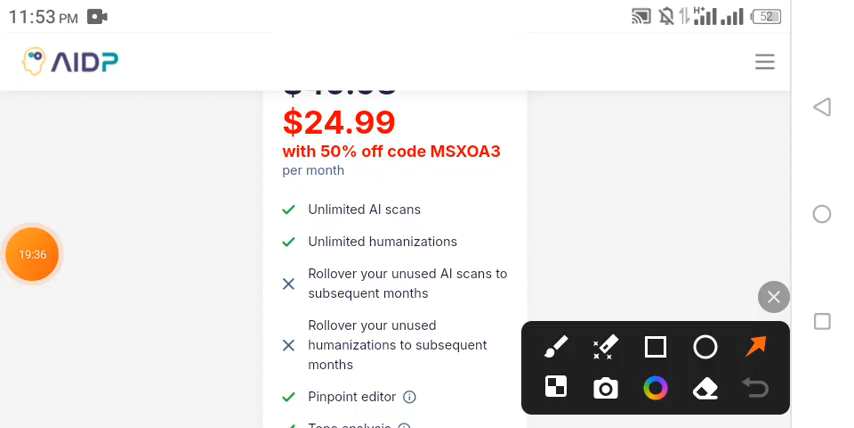 11:53 PM
H+
52
AIDP
$24.99
with 50% off code MSXOA3
per month
Unlimited AI scans
Unlimited humanizations
Rollover your unused AI scans to
subsequent months
Rollover your unused
humanizations to subsequent
months
Pinpoint editor
19:36